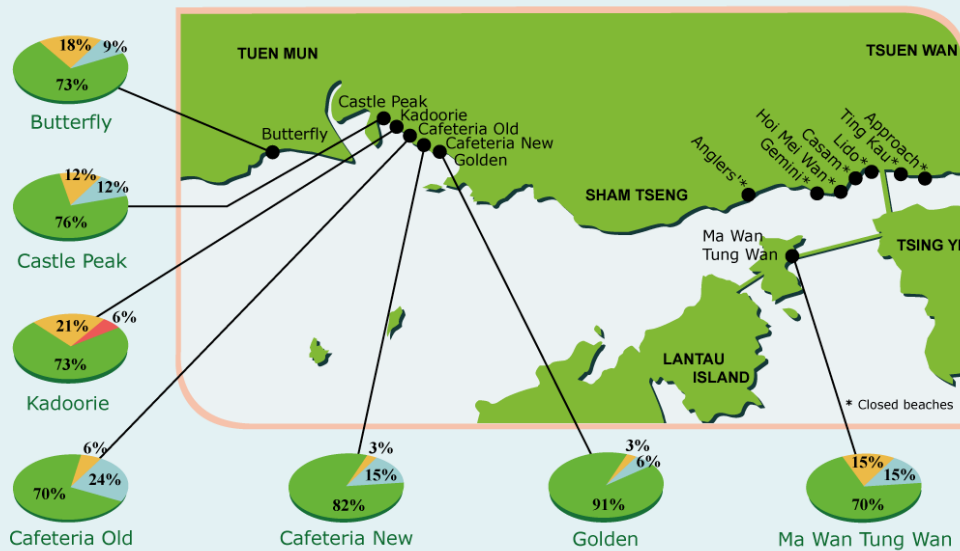 18%
9%
73%
Butterfly
12%
12%
76%
Castle Peak
21%
6%
73%
Kadoorie
6%
24%
70%
Cafeteria Old
3%
15%
82%
Cafeteria New
3%
6%
91%
Golden
15%
15%
70%
Ma Wan Tung Wan
TUEN MUN
TSUEN WAN
Butterfly
Castle Peak
Kadoorie
Cafeteria Old
Cafeteria New
Golden
SHAM TSENG
Anglers'*
Gemini*
Hoi Mei Wan*
Casam*
Lido*
Ting Kau*
Approach*
Ma Wan
Tung Wan
TSING YI
LANTAU
ISLAND
* Closed beaches